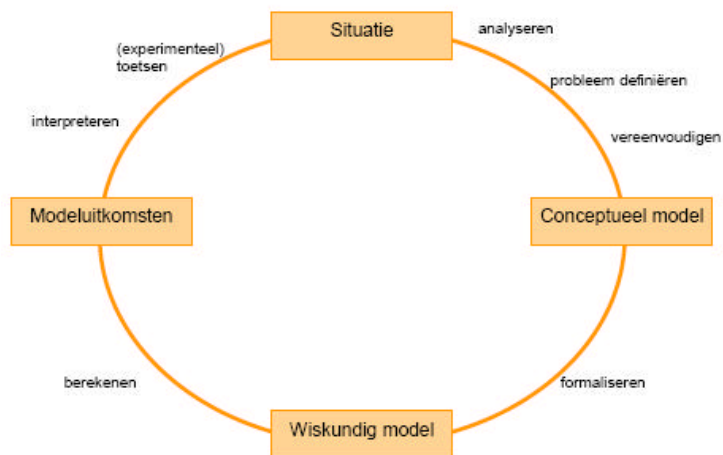 Situatie
analyseren
(experimenteel)
toetsen
probleem definiëren
interpreteren
vereenvoudigen
Modeluitkomsten
Conceptueel model
berekenen
formaliseren
Wiskundig model